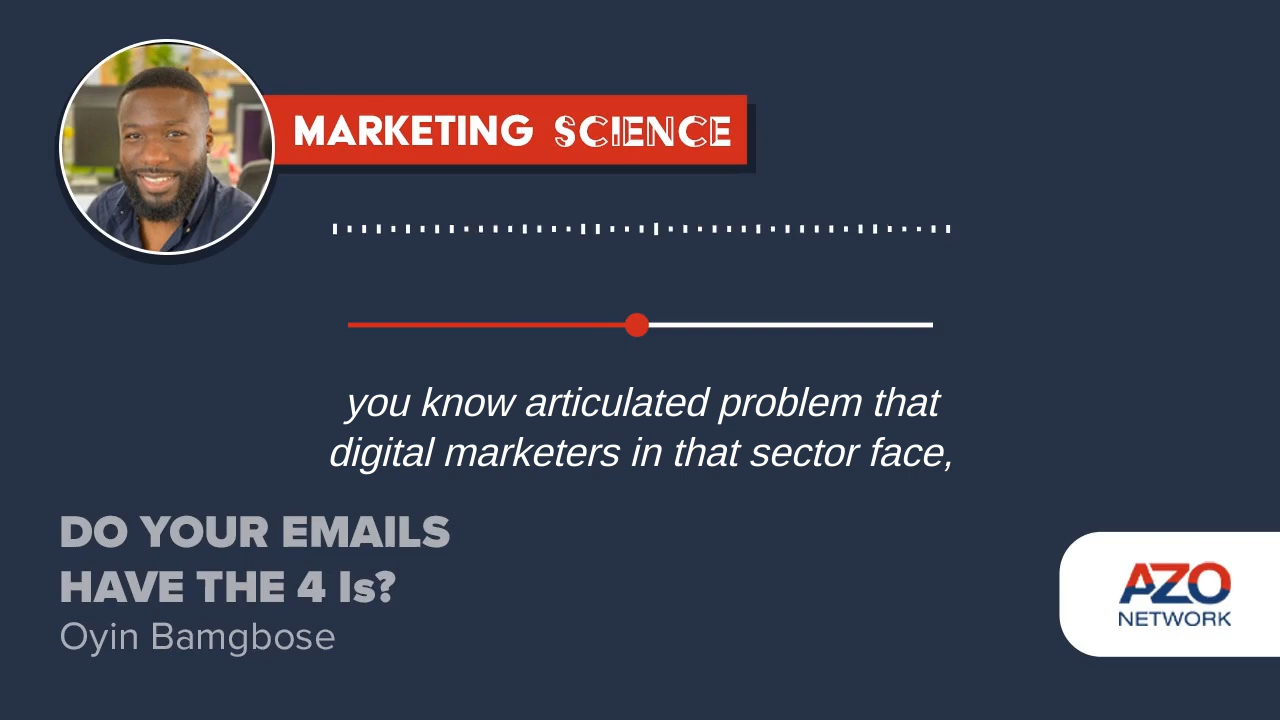 MARKETING SCIENCE
you know articulated problem that
digital marketers in that sector face,
DO YOUR EMAILS
HAVE THE 4 Is?
Oyin Bamgbose
AZO
NETWORK